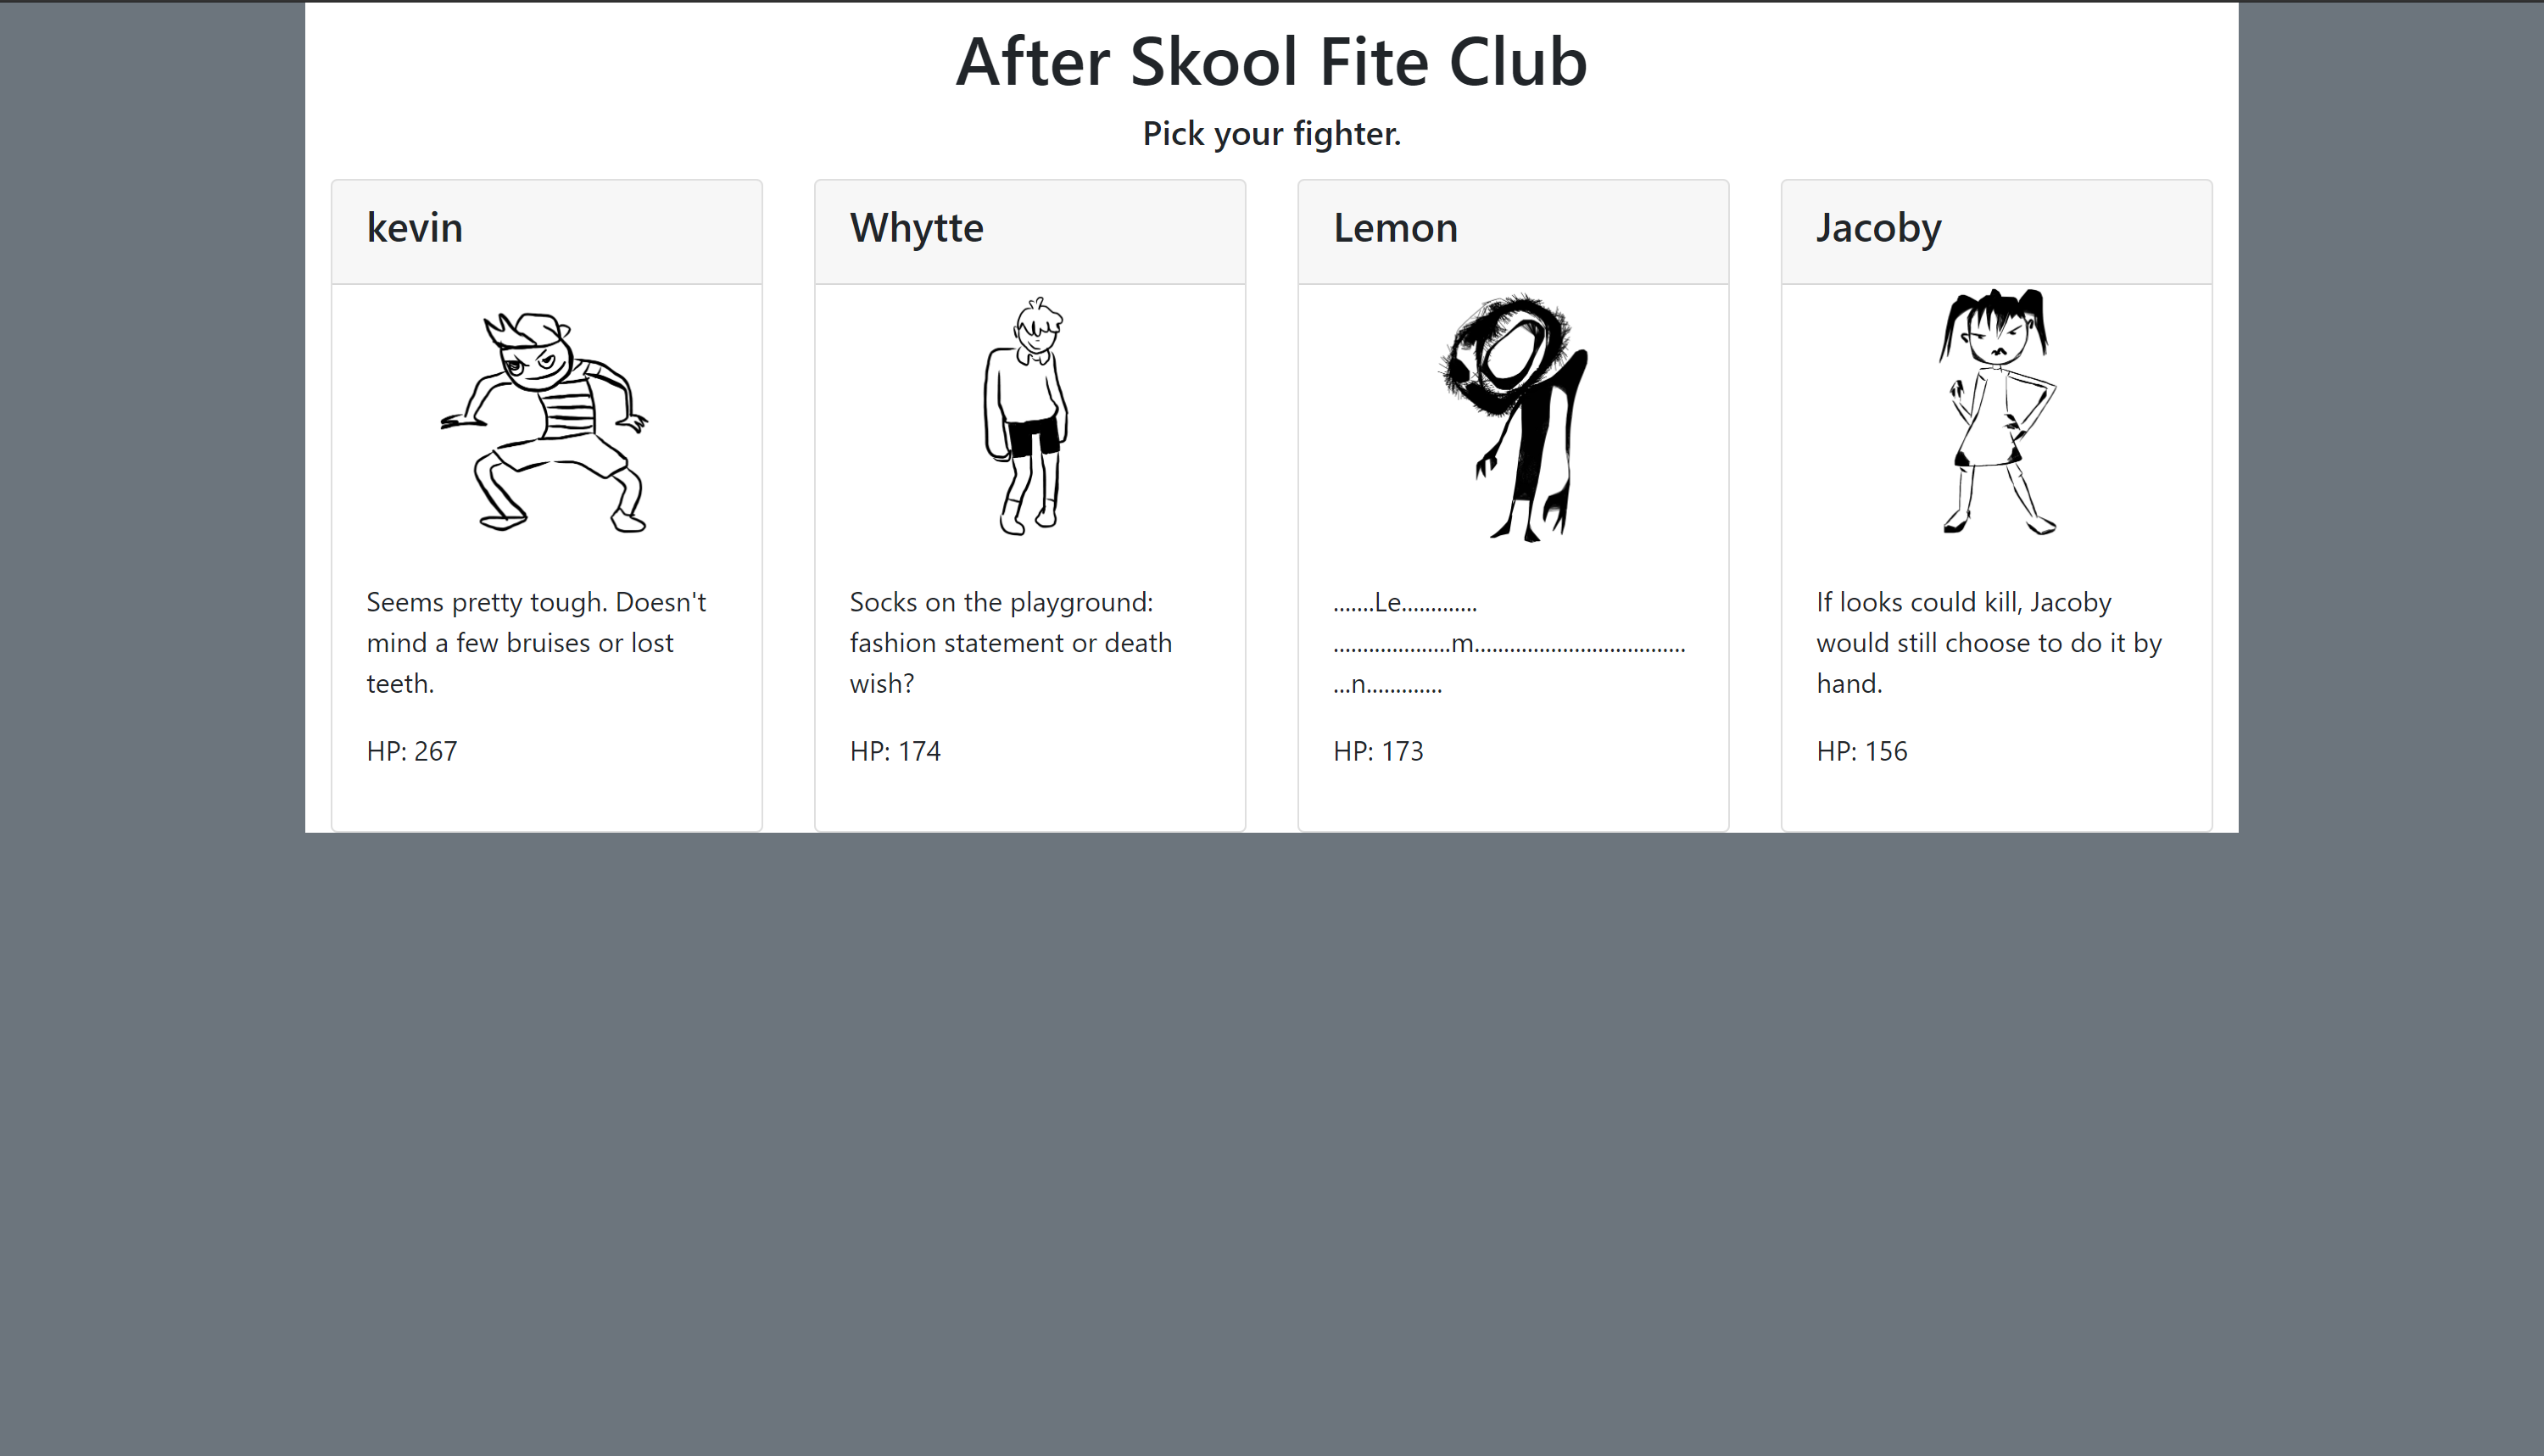 After Skool Fite Club
Pick your fighter.
kevin
Seems pretty tough. Doesn't
mind a few bruises or lost
teeth.
HP: 267
Whytte
Socks on the playground:
fashion statement or death
wish?
HP: 174
Lemon
.......Le.............
....................m....................................
...n.............
HP: 173
Jacoby
If looks could kill, Jacoby
would still choose to do it by
hand.
HP: 156